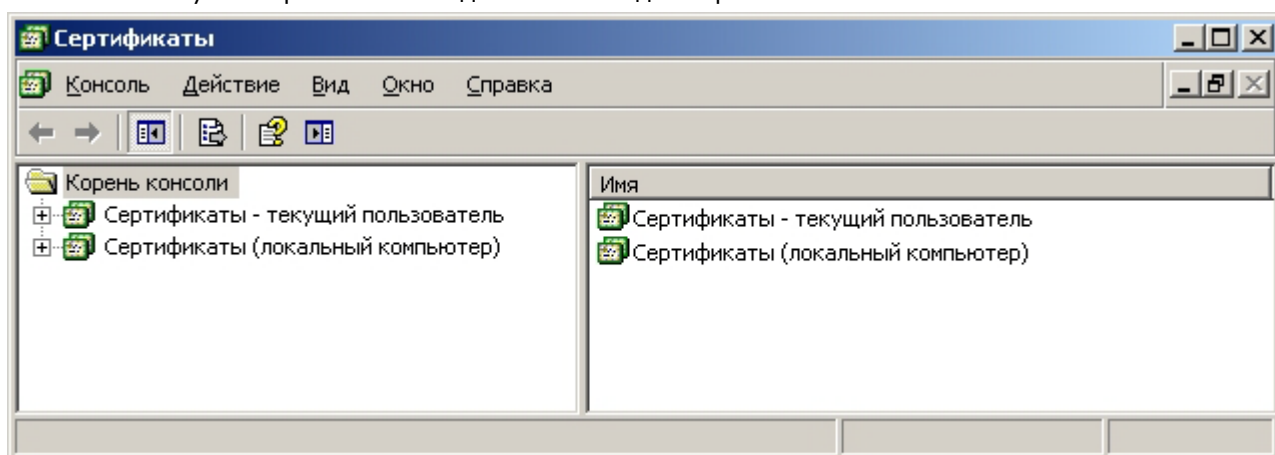 Сертификаты
Консоль Действие Вид Окно Справка
Корень консоли
Сертификаты - текущий пользователь
Сертификаты (локальный компьютер)
Имя
Сертификаты - текущий пользователь
Сертификаты (локальный компьютер)